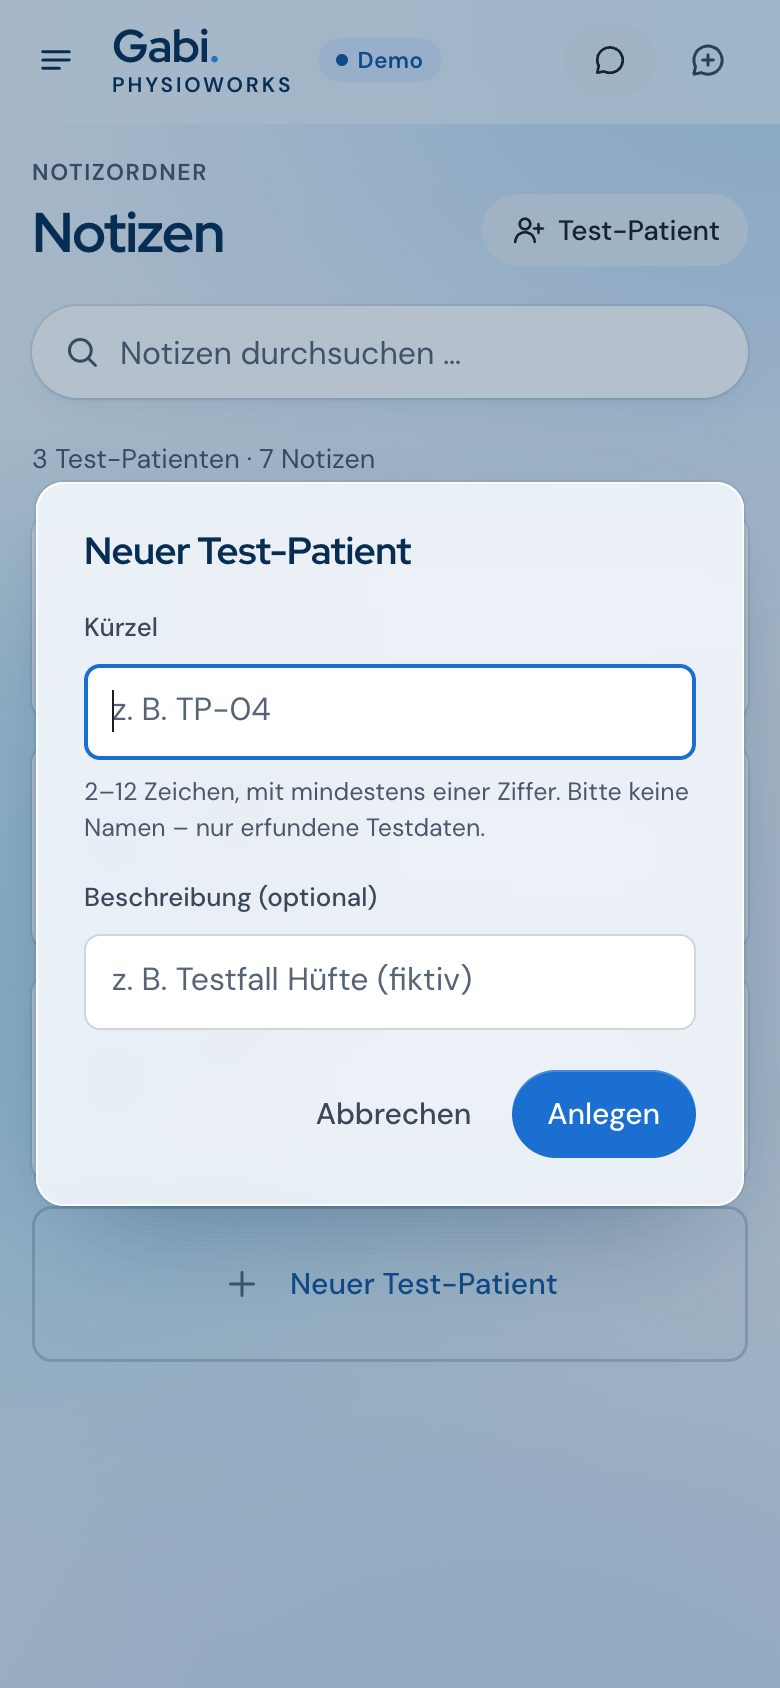 Gabi.
PHYSIOWORKS
Demo
NOTIZORDNER
Notizen
Test-Patient
Notizen durchsuchen ...
3 Test-Patienten · 7 Notizen
Neuer Test-Patient
Kürzel
z. B. TP-04
2–12 Zeichen, mit mindestens einer Ziffer. Bitte keine
Namen – nur erfundene Testdaten.
Beschreibung (optional)
z. B. Testfall Hüfte (fiktiv)
Abbrechen
Anlegen
Neuer Test-Patient